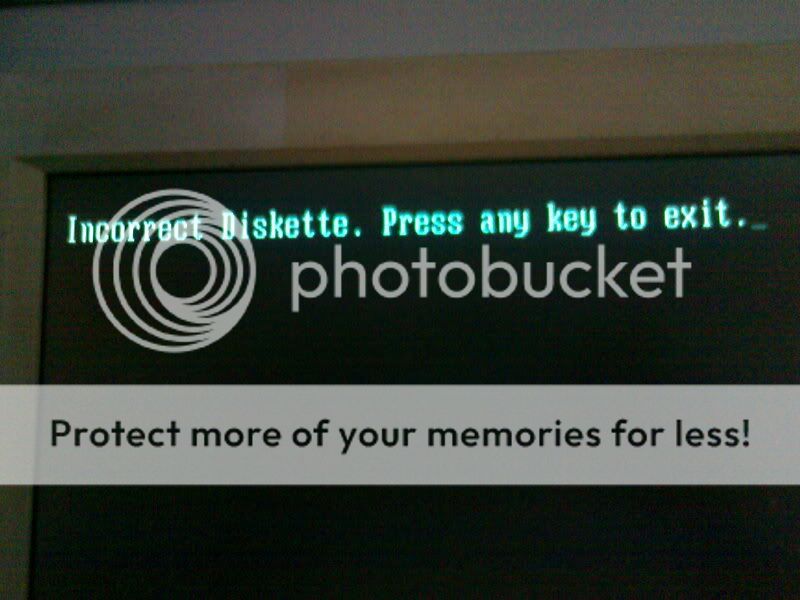 Incorrect Diskette. Press any key to exit._
photobucket
Protect more of your memories for less!